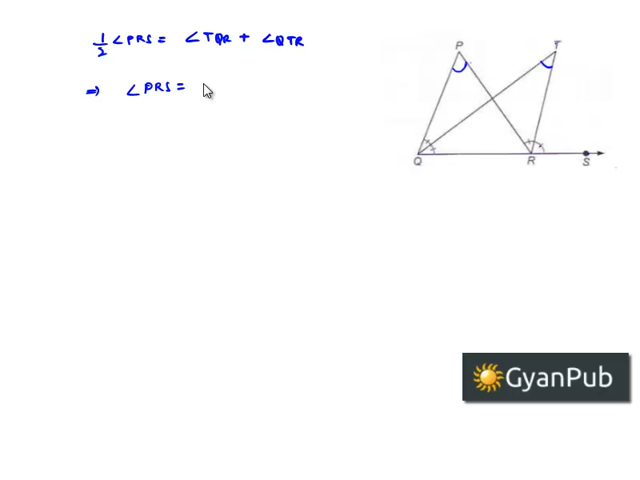 1/2 ∠PRS = ∠TQR + ∠QTR
⇒ ∠PRS =
P T
Q R S
GyanPub